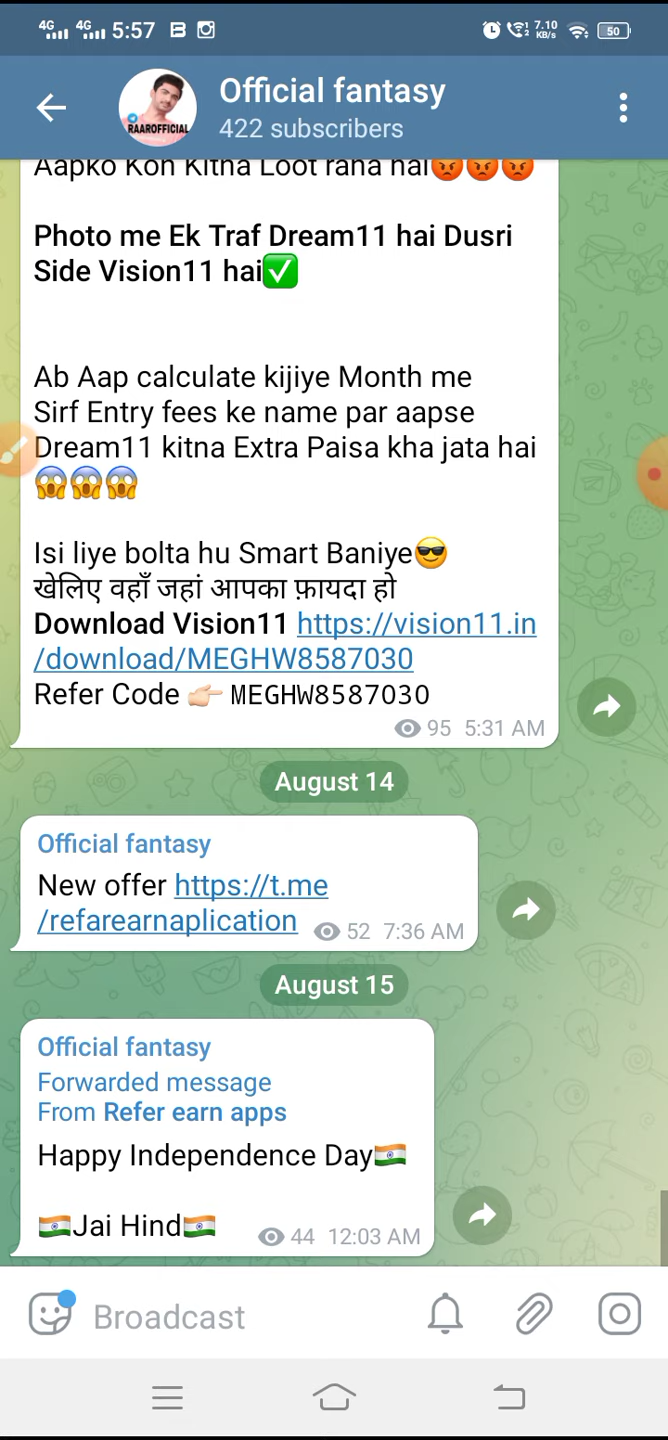 4G 4G 5:57 7.10 KB/s 50
Official fantasy
RAAROFFICIAL
422 subscribers
Aapko Kon Kitna Loot raha hai😡😡😡
Photo me Ek Traf Dream11 hai Dusri
Side Vision11 hai✅
Ab Aap calculate kijiye Month me
Sirf Entry fees ke name par aapse
Dream11 kitna Extra Paisa kha jata hai
😱😱😱
Isi liye bolta hu Smart Baniye😎
खेलिए वहाँ जहां आपका फ़ायदा हो
Download Vision11 https://vision11.in
/download/MEGHW8587030
Refer Code 👉🏻 MEGHW8587030
95 5:31 AM
August 14
Official fantasy
New offer https://t.me
/refarearnaplication 52 7:36 AM
August 15
Official fantasy
Forwarded message
From Refer earn apps
Happy Independence Day🇮🇳
🇮🇳Jai Hind🇮🇳 44 12:03 AM
Broadcast